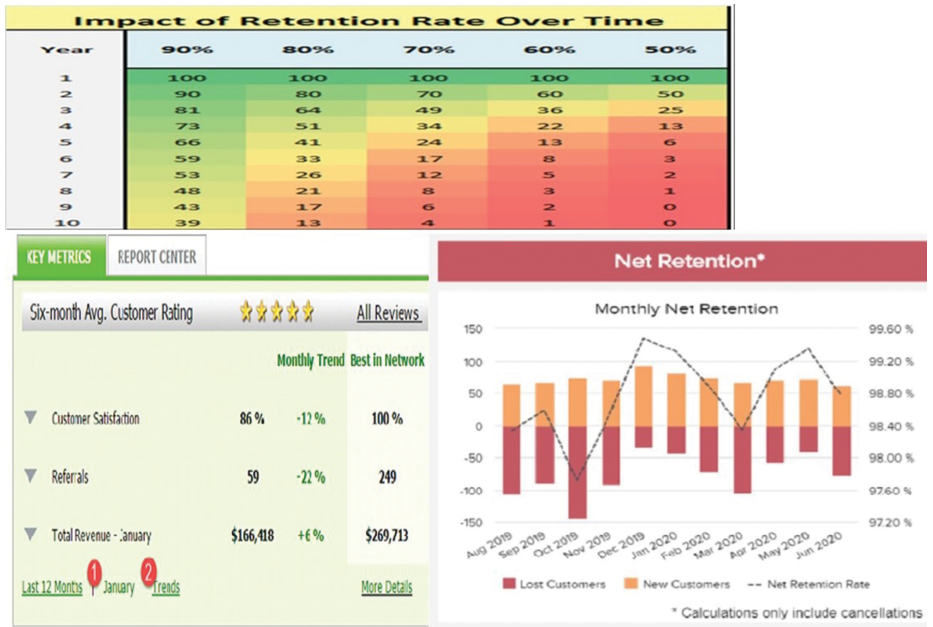 Impact of Retention Rate Over Time
Year 90% 80% 70% 60% 50%
1 100 100 100 100 100
2 90 80 70 60 50
3 81 64 49 36 25
4 73 51 34 22 13
5 66 41 24 13 6
6 59 33 17 8 3
7 53 26 12 5 2
8 48 21 8 3 1
9 43 17 6 2 0
10 39 13 4 1 0
KEY METRICS REPORT CENTER
Six-month Avg. Customer Rating All Reviews
Monthly Trend Best in Network
Customer Satisfaction 86 % -12 % 100 %
Referrals 59 -22 % 249
Total Revenue - January $166,418 +6 % $269,713
1 2
Last 12 Months | January Trends More Details
Net Retention*
Monthly Net Retention
150 99.60 %
100 99.20 %
50 98.80 %
0 98.40 %
-50 98.00 %
-100 97.60 %
-150 97.20 %
Aug 2019 Sep 2019 Oct 2019 Nov 2019 Dec 2019 Jan 2020 Feb 2020 Mar 2020 Apr 2020 May 2020 Jun 2020
Lost Customers New Customers Net Retention Rate
* Calculations only include cancellations